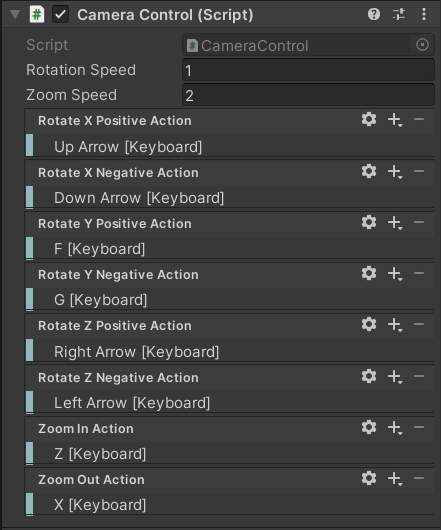 Camera Control (Script)
Script CameraControl
Rotation Speed 1
Zoom Speed 2
Rotate X Positive Action
Up Arrow [Keyboard]
Rotate X Negative Action
Down Arrow [Keyboard]
Rotate Y Positive Action
F [Keyboard]
Rotate Y Negative Action
G [Keyboard]
Rotate Z Positive Action
Right Arrow [Keyboard]
Rotate Z Negative Action
Left Arrow [Keyboard]
Zoom In Action
Z [Keyboard]
Zoom Out Action
X [Keyboard]